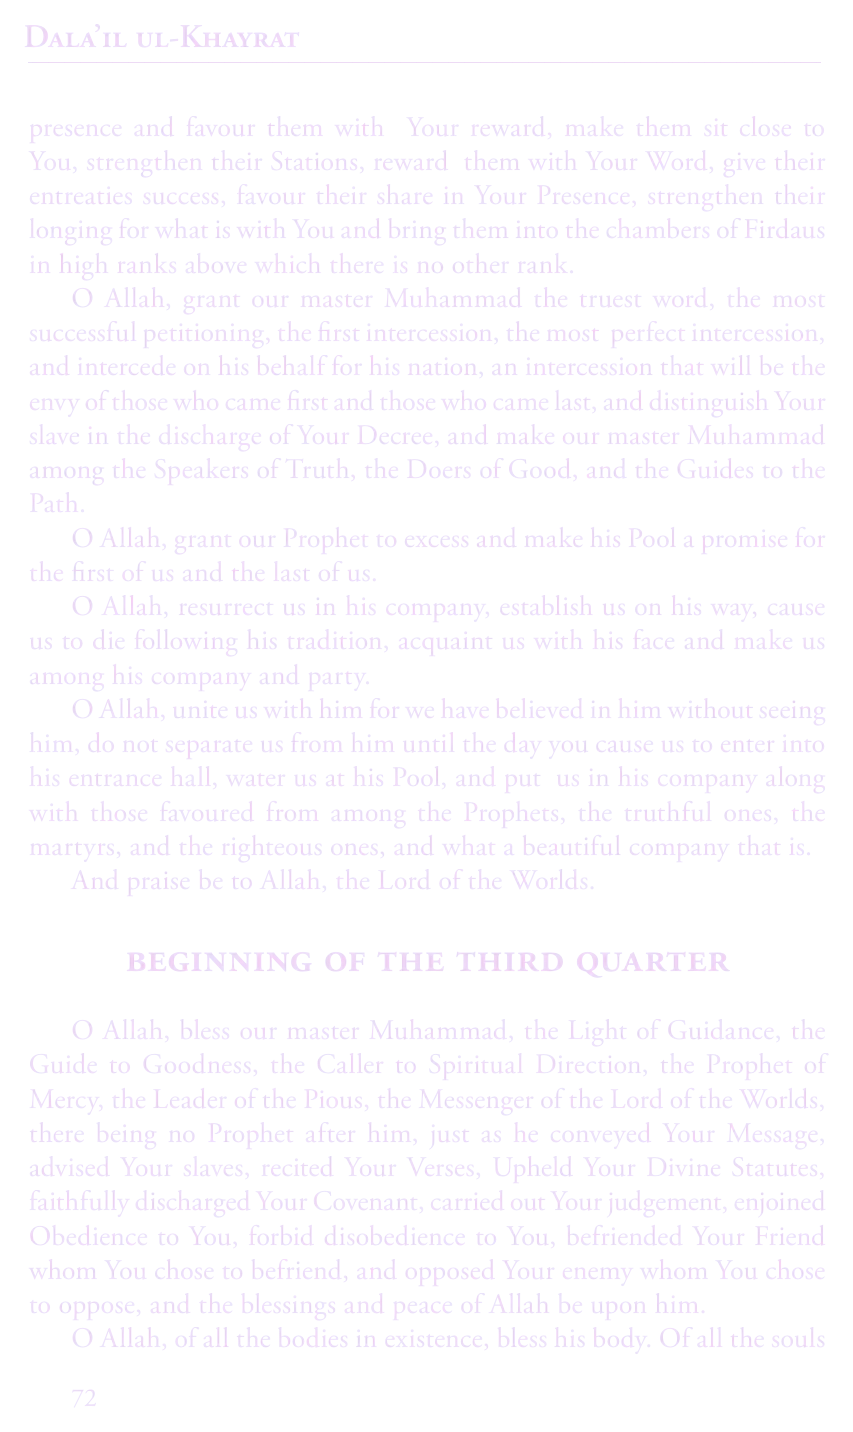 Dala’il ul-Khayrat
presence and favour them with Your reward, make them sit close to
You, strengthen their Stations, reward them with Your Word, give their
entreaties success, favour their share in Your Presence, strengthen their
longing for what is with You and bring them into the chambers of Firdaus
in high ranks above which there is no other rank.
O Allah, grant our master Muhammad the truest word, the most
successful petitioning, the first intercession, the most perfect intercession,
and intercede on his behalf for his nation, an intercession that will be the
envy of those who came first and those who came last, and distinguish Your
slave in the discharge of Your Decree, and make our master Muhammad
among the Speakers of Truth, the Doers of Good, and the Guides to the
Path.
O Allah, grant our Prophet to excess and make his Pool a promise for
the first of us and the last of us.
O Allah, resurrect us in his company, establish us on his way, cause
us to die following his tradition, acquaint us with his face and make us
among his company and party.
O Allah, unite us with him for we have believed in him without seeing
him, do not separate us from him until the day you cause us to enter into
his entrance hall, water us at his Pool, and put us in his company along
with those favoured from among the Prophets, the truthful ones, the
martyrs, and the righteous ones, and what a beautiful company that is.
And praise be to Allah, the Lord of the Worlds.
BEGINNING OF THE THIRD QUARTER
O Allah, bless our master Muhammad, the Light of Guidance, the
Guide to Goodness, the Caller to Spiritual Direction, the Prophet of
Mercy, the Leader of the Pious, the Messenger of the Lord of the Worlds,
there being no Prophet after him, just as he conveyed Your Message,
advised Your slaves, recited Your Verses, Upheld Your Divine Statutes,
faithfully discharged Your Covenant, carried out Your judgement, enjoined
Obedience to You, forbid disobedience to You, befriended Your Friend
whom You chose to befriend, and opposed Your enemy whom You chose
to oppose, and the blessings and peace of Allah be upon him.
O Allah, of all the bodies in existence, bless his body. Of all the souls
72